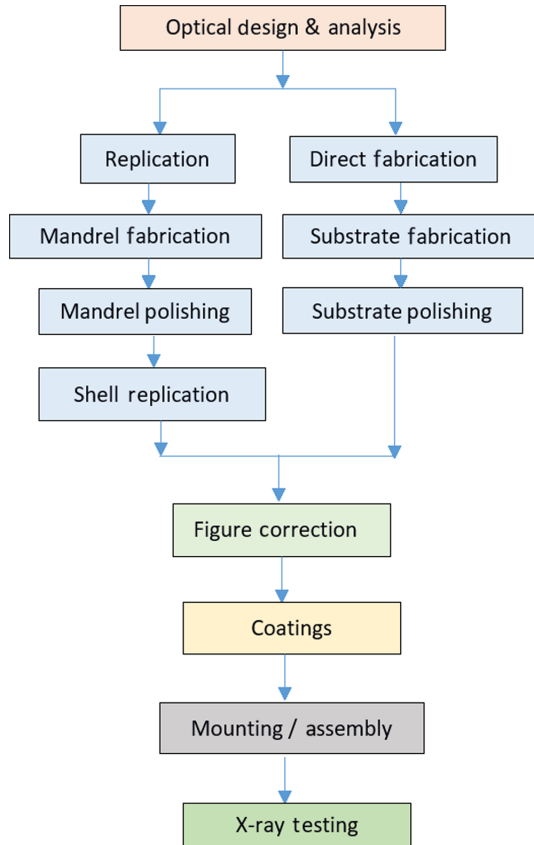 Optical design & analysis
Replication
Direct fabrication
Mandrel fabrication
Substrate fabrication
Mandrel polishing
Substrate polishing
Shell replication
Figure correction
Coatings
Mounting / assembly
X-ray testing